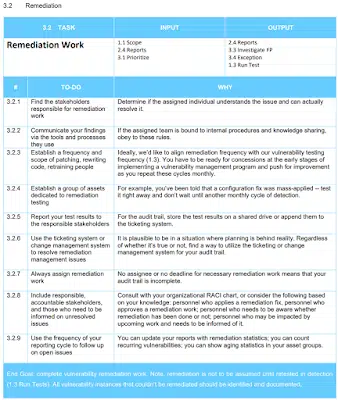 3.2 Remediation
3.2 TASK INPUT OUTPUT
Remediation Work
1.1 Scope
2.4 Reports
3.1 Prioritize
2.4 Reports
3.3 Investigate FP
3.4 Exception
1.3 Run Test
# TO-DO WHY
3.2.1 Find the stakeholders
responsible for remediation
work
Determine if the assigned individual understands the issue and can actually
resolve it.
3.2.2 Communicate your findings
via the tools and processes
they use
If the assigned team is bound to internal procedures and knowledge sharing,
obey to these rules.
3.2.3 Establish a frequency and
scope of patching, rewriting
code, retraining people
Ideally, we'd like to align remediation frequency with our vulnerability testing
frequency (1.3). You have to be ready for concessions at the early stages of
implementing a vulnerability management program and push for improvement
as you repeat these cycles monthly.
3.2.4 Establish a group of assets
dedicated to remediation
testing
For example, you've been told that a configuration fix was mass-applied – test
it right away and don't wait until another monthly cycle of detection.
3.2.5 Report your test results to
the responsible stakeholders
For the audit trail, store the test results on a shared drive or append them to
the ticketing system.
3.2.6 Use the ticketing system or
change management system
to resolve remediation
management issues
It is plausible to be in a situation where planning is behind reality. Regardless
of whether it's true or not, find a way to utilize the ticketing or change
management system for your audit trail.
3.2.7 Always assign remediation
work
No assignee or no deadline for necessary remediation work means that your
audit trail is incomplete.
3.2.8 Include responsible,
accountable stakeholders,
and those who need to be
informed on unresolved
issues
Consult with your organizational RACI chart, or consider the following based
on your knowledge: personnel who applies a remediation fix, personnel who
approves a remediation work; personnel who needs to be aware whether
remediation has been done or not; personnel who may be impacted by
upcoming work and needs to be informed of it.
3.2.9 Use the frequency of your
reporting cycle to follow up
on open issues
You can update your reports with remediation statistics; you can count
recurring vulnerabilities; you can show aging statistics in your asset groups.
End Goal: complete vulnerability remediation work. Note, remediation is not to be assumed until retested in detection
(1.3 Run Tests). All vulnerability instances that couldn't be remediated should be identified and documented.